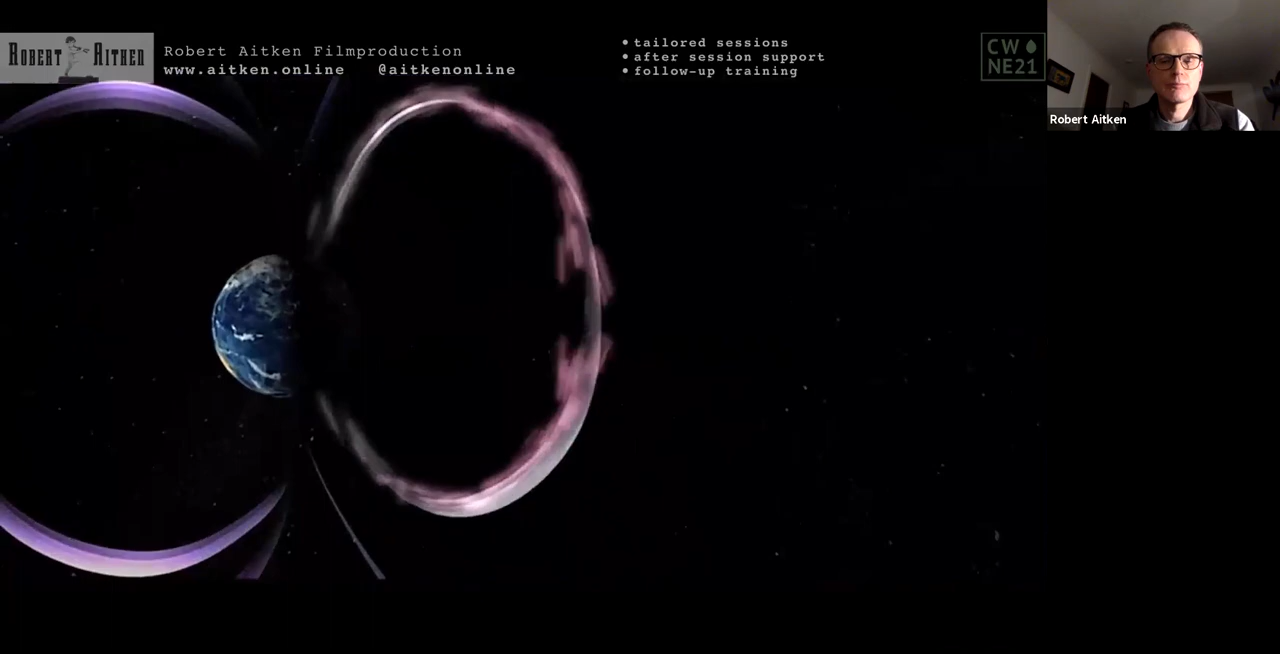 ROBERT AITKEN
Robert Aitken Filmproduction
www.aitken.online @aitkenonline
• tailored sessions
• after session support
• follow-up training
CW
NE21
Robert Aitken